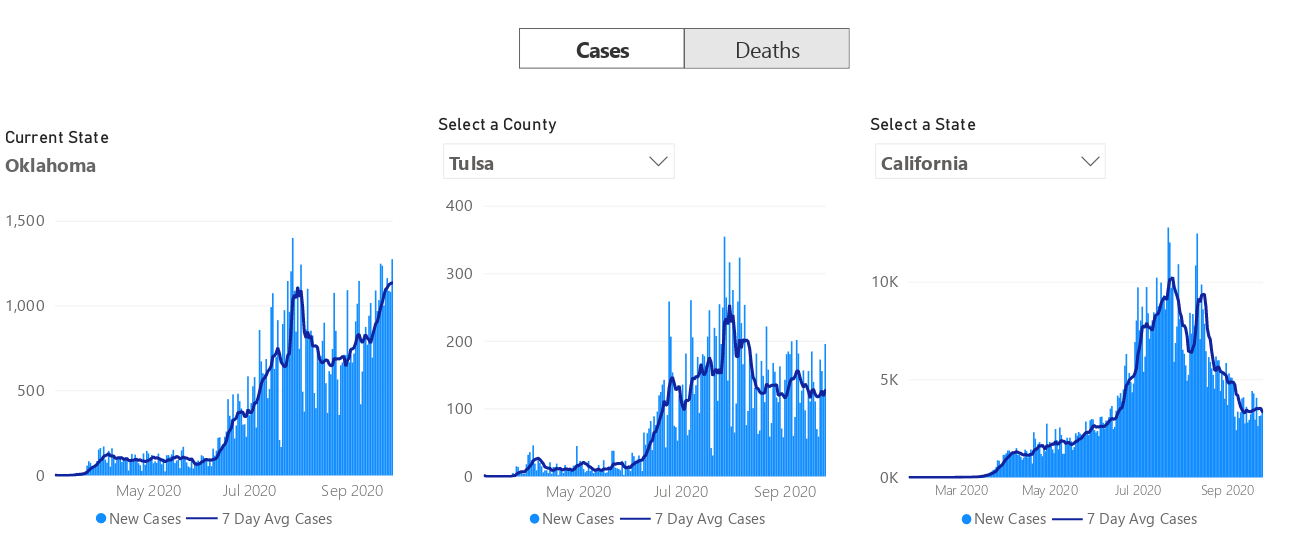 Cases Deaths
Current State
Oklahoma
Select a County
Tulsa
Select a State
California
1,500
1,000
500
0
May 2020 Jul 2020 Sep 2020
New Cases 7 Day Avg Cases
400
300
200
100
0
May 2020 Jul 2020 Sep 2020
New Cases 7 Day Avg Cases
10K
5K
0K
Mar 2020 May 2020 Jul 2020 Sep 2020
New Cases 7 Day Avg Cases